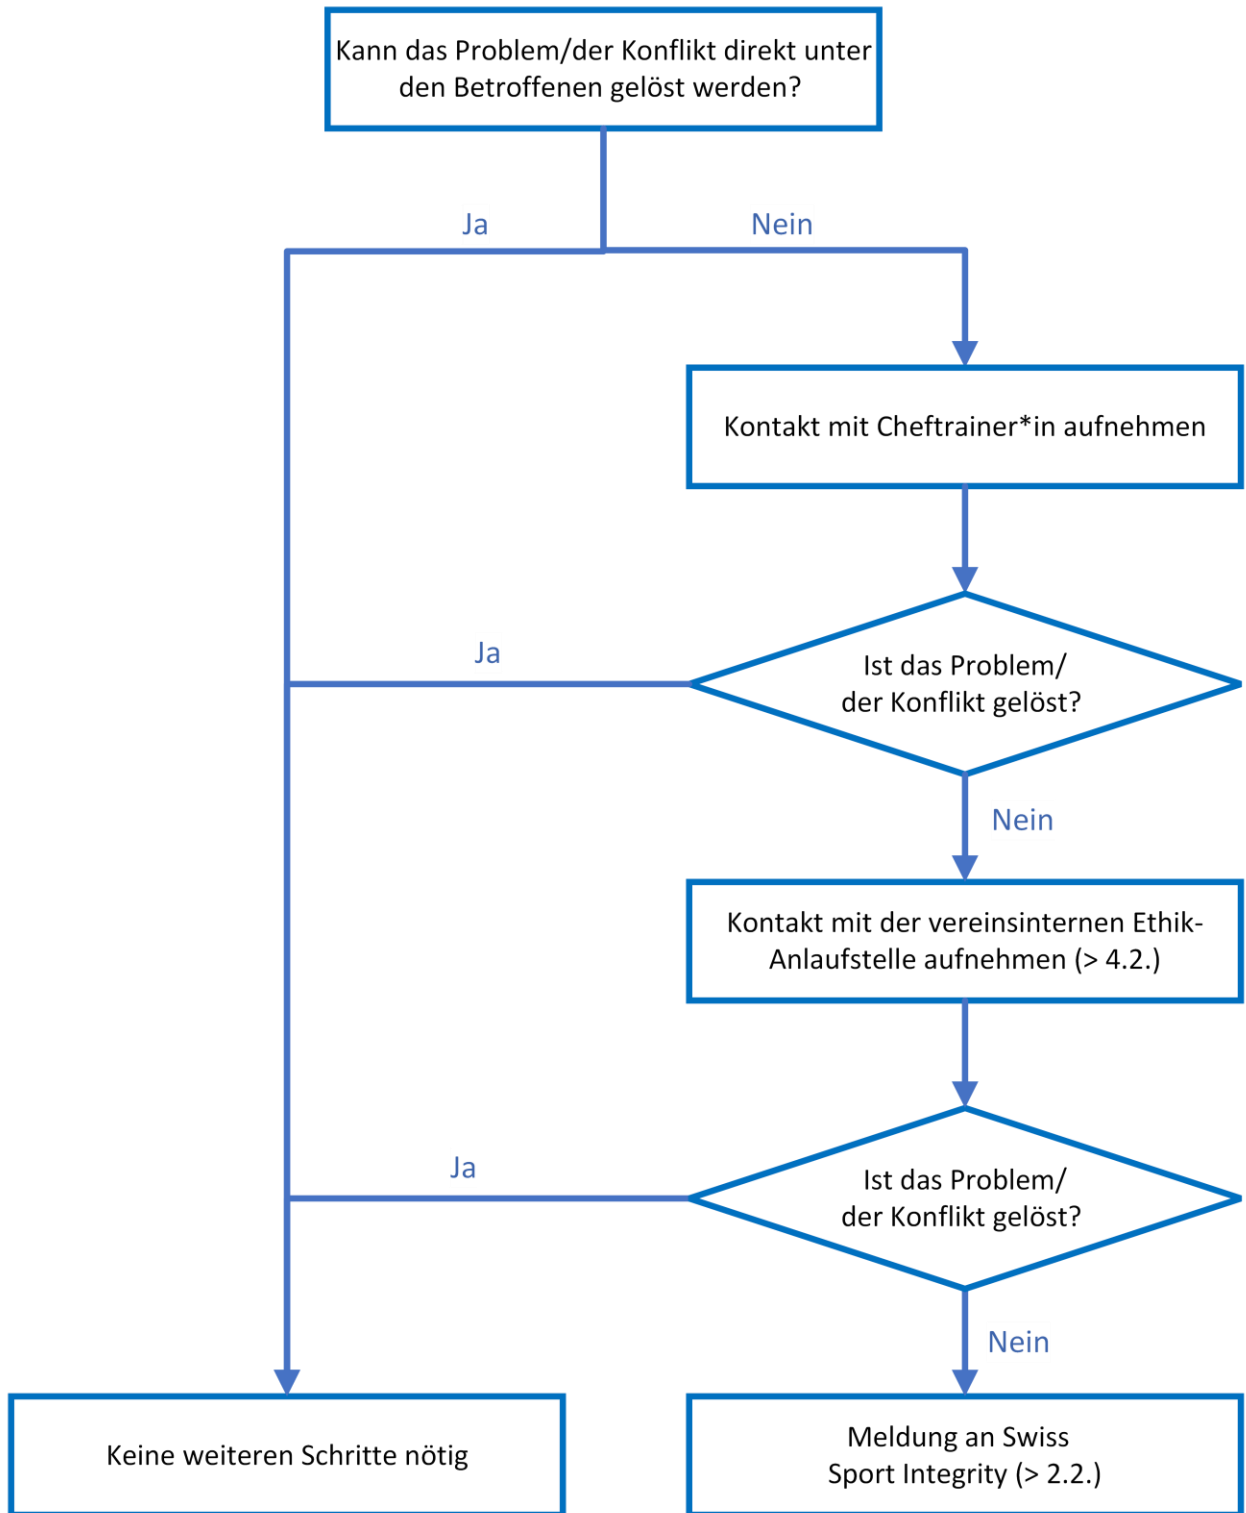 Kann das Problem/der Konflikt direkt unter
den Betroffenen gelöst werden?
Ja
Nein
Kontakt mit Cheftrainer*in aufnehmen
Ist das Problem/
der Konflikt gelöst?
Ja
Nein
Kontakt mit der vereinsinternen Ethik-
Anlaufstelle aufnehmen (> 4.2.)
Ist das Problem/
der Konflikt gelöst?
Ja
Nein
Keine weiteren Schritte nötig
Meldung an Swiss
Sport Integrity (> 2.2.)